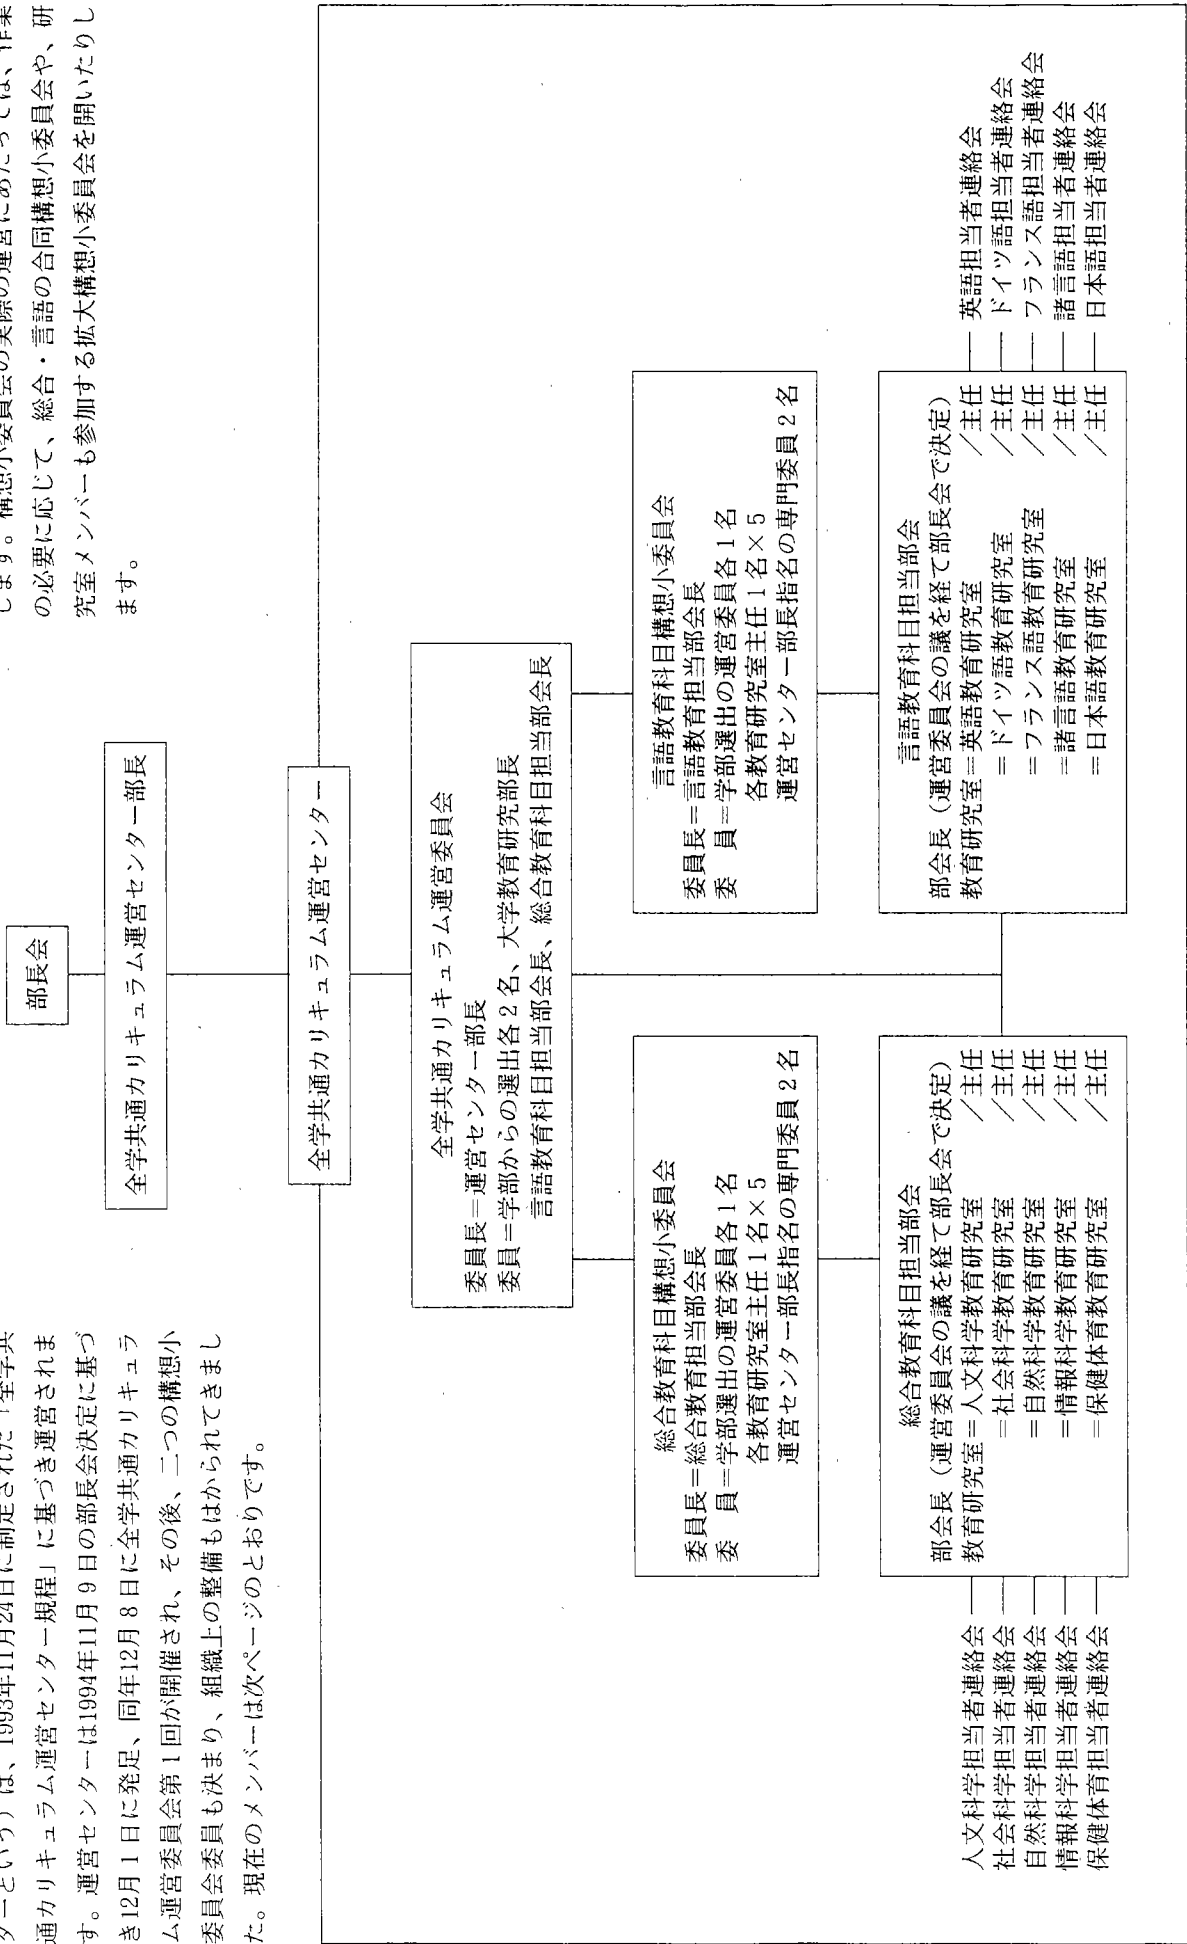 ターという）は、1993年11月24日に制定された「全学共
通カリキュラム運営センター規程」に基づき運営されま
す。運営センターは1994年11月9日の部長会決定に基づ
き12月1日に発足、同年12月8日に全学共通カリキュラ
ム運営委員会第1回が開催され、その後、二つの構想小
委員会委員も決まり、組織上の整備もはかられてきまし
た。現在のメンバーは次ページのとおりです。
します。構想小委員会の実際の運営にあたっては、作業
の必要に応じて、総合・言語の合同構想小委員会や、研
究室メンバーも参加する拡大構想小委員会を開いたりし
ます。
部長会
全学共通カリキュラム運営センター部長
全学共通カリキュラム運営センター
全学共通カリキュラム運営委員会
委員長＝運営センター部長
委員＝学部からの選出各2名、大学教育研究部長
言語教育科目担当部会長、総合教育科目担当部会長
総合教育科目構想小委員会
委員長＝総合教育担当部会長
委　員＝学部選出の運営委員各1名
各教育研究室主任1名×5
運営センター部長指名の専門委員2名
言語教育科目構想小委員会
委員長＝言語教育担当部会長
委　員＝学部選出の運営委員各1名
各教育研究室主任1名×5
運営センター部長指名の専門委員2名
総合教育科目担当部会
部会長（運営委員会の議を経て部長会で決定）
教育研究室＝人文科学教育研究室　／主任
＝社会科学教育研究室　／主任
＝自然科学教育研究室　／主任
＝情報科学教育研究室　／主任
＝保健体育教育研究室　／主任
人文科学担当者連絡会
社会科学担当者連絡会
自然科学担当者連絡会
情報科学担当者連絡会
保健体育担当者連絡会
言語教育科目担当部会
部会長（運営委員会の議を経て部長会で決定）
教育研究室＝英語教育研究室　／主任
＝ドイツ語教育研究室　／主任
＝フランス語教育研究室　／主任
＝諸言語教育研究室　／主任
＝日本語教育研究室　／主任
英語担当者連絡会
ドイツ語担当者連絡会
フランス語担当者連絡会
諸言語担当者連絡会
日本語担当者連絡会